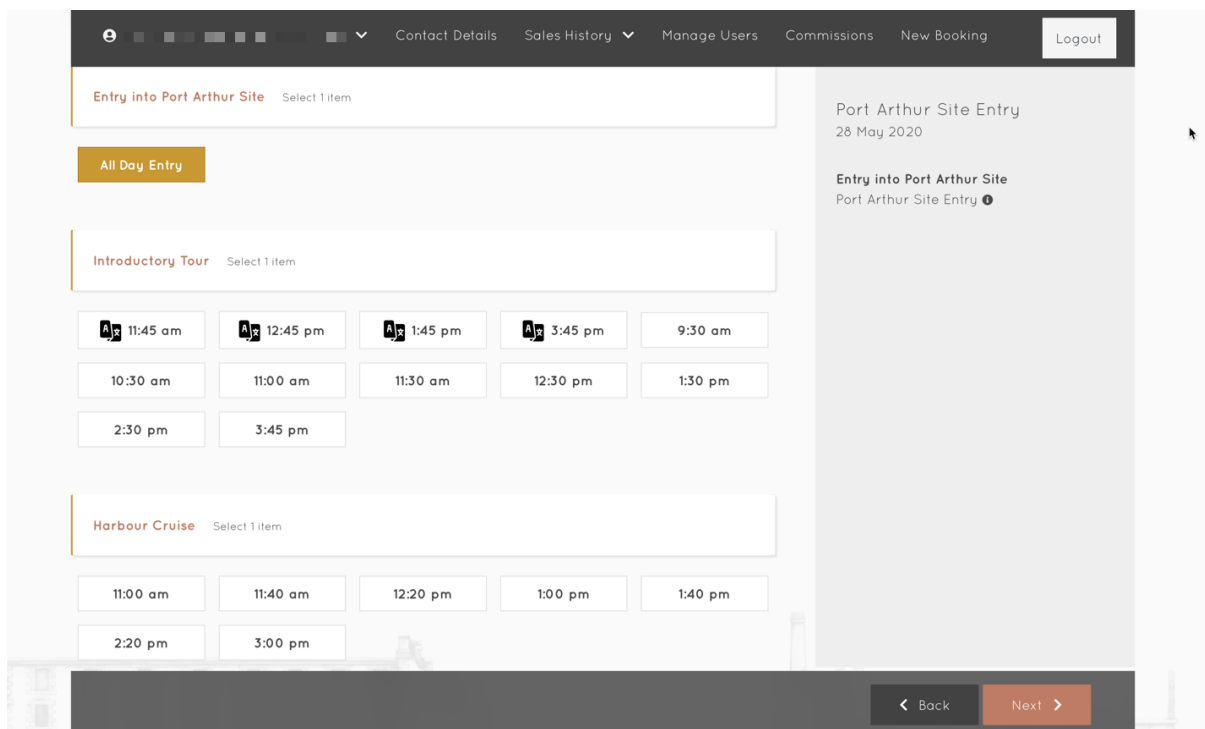 Contact Details Sales History Manage Users Commissions New Booking Logout
Entry into Port Arthur Site Select 1 item
All Day Entry
Introductory Tour Select 1 item
11:45 am 12:45 pm 1:45 pm 3:45 pm 9:30 am
10:30 am 11:00 am 11:30 am 12:30 pm 1:30 pm
2:30 pm 3:45 pm
Harbour Cruise Select 1 item
11:00 am 11:40 am 12:20 pm 1:00 pm 1:40 pm
2:20 pm 3:00 pm
Port Arthur Site Entry
28 May 2020
Entry into Port Arthur Site
Port Arthur Site Entry
Back Next